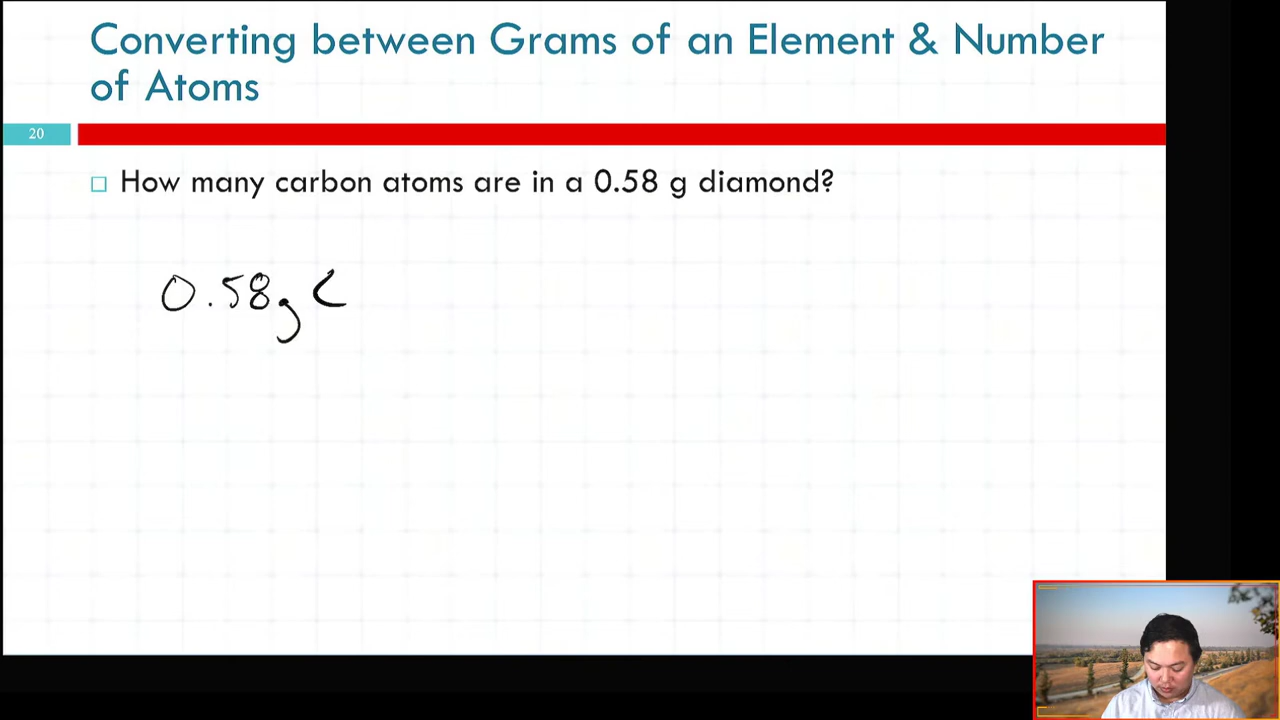 Converting between Grams of an Element & Number
of Atoms
20
How many carbon atoms are in a 0.58 g diamond?
0.58g C